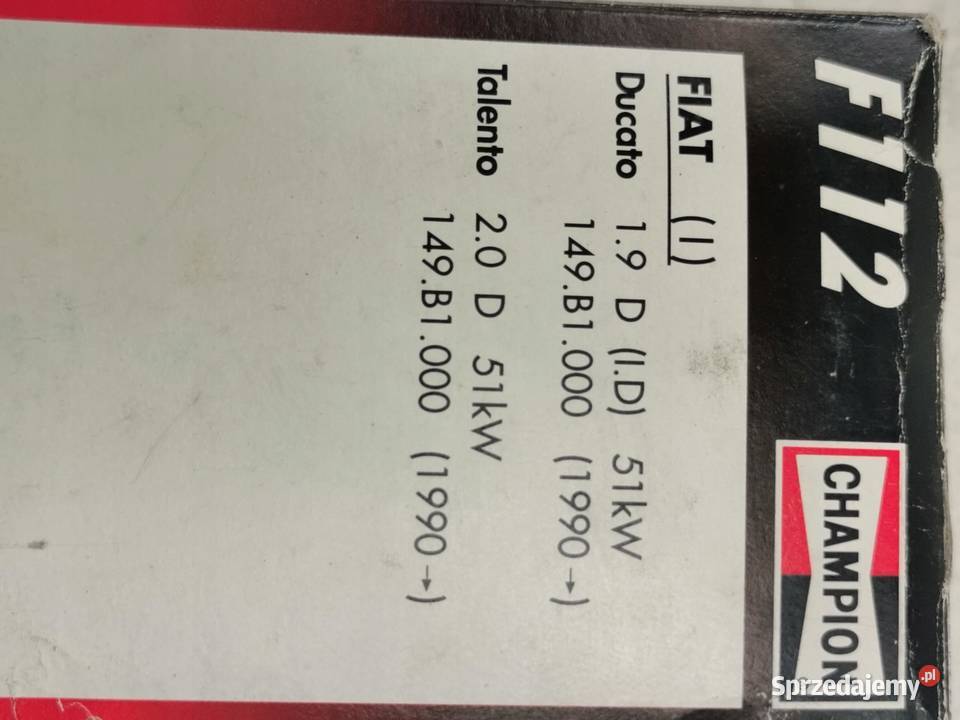 F112
CHAMPION
FIAT (I)
Ducato 1.9 D (I.D) 51kW
149.B1.000 (1990→)
Talento 2.0 D 51kW
149.B1.000 (1990→)
Sprzedajemy.pl